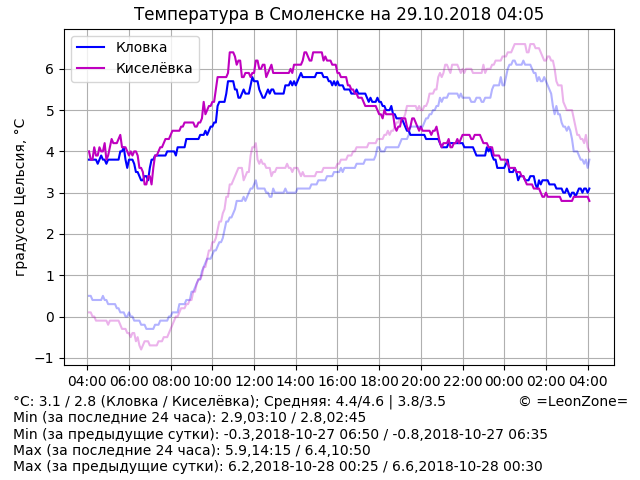 Температура в Смоленске на 29.10.2018 04:05
Кловка
Киселёвка
градусов Цельсия, °C
6
5
4
3
2
1
0
−1
04:00 06:00 08:00 10:00 12:00 14:00 16:00 18:00 20:00 22:00 00:00 02:00 04:00
°C: 3.1 / 2.8 (Кловка / Киселёвка); Средняя: 4.4/4.6 | 3.8/3.5 © =LeonZone=
Min (за последние 24 часа): 2.9,03:10 / 2.8,02:45
Min (за предыдущие сутки): -0.3,2018-10-27 06:50 / -0.8,2018-10-27 06:35
Max (за последние 24 часа): 5.9,14:15 / 6.4,10:50
Max (за предыдущие сутки): 6.2,2018-10-28 00:25 / 6.6,2018-10-28 00:30